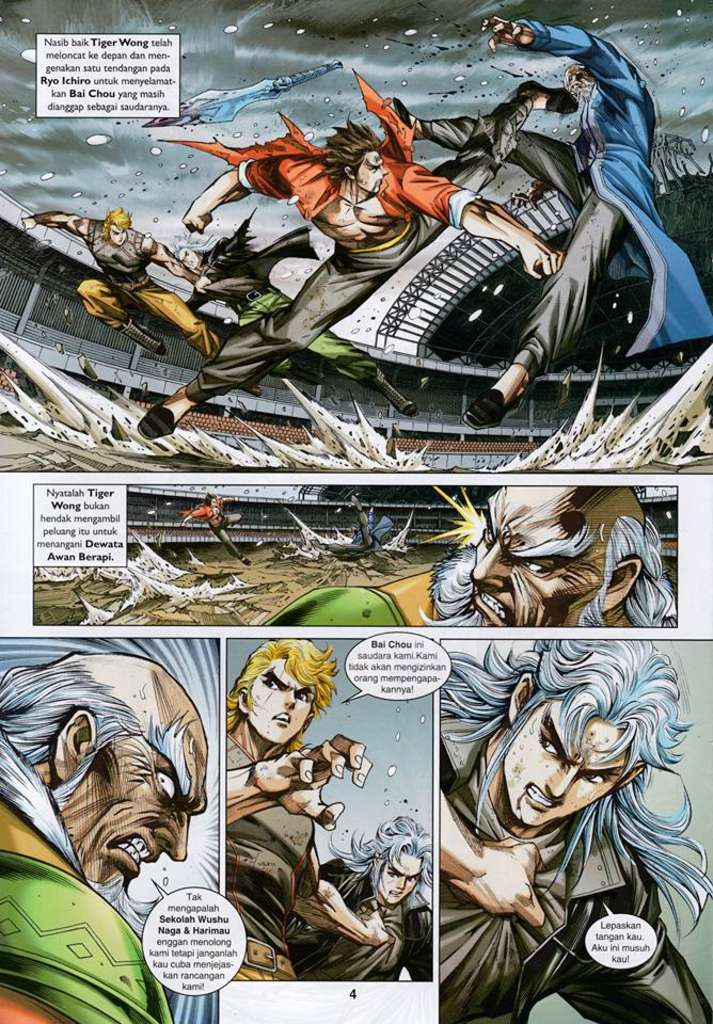 Nasib baik Tiger Wong telah
meloncat ke depan dan men-
genakan satu tendangan pada
Ryo Ichiro untuk menyelamat-
kan Bai Chou yang masih
dianggap sebagai saudaranya.
Nyatalah Tiger
Wong bukan
hendak mengambil
peluang itu untuk
menangani Dewata
Awan Berapi.
Bai Chou ini
saudara kami.Kami
tidak akan mengizinkan
orang mempengapa-
kannya!
Tak
mengapalah
Sekolah Wushu
Naga & Harimau
enggan menolong
kami tetapi janganlah
kau cuba menjejas-
kan rancangan
kami!
Lepaskan
tangan kau.
Aku ini musuh
kau!
4